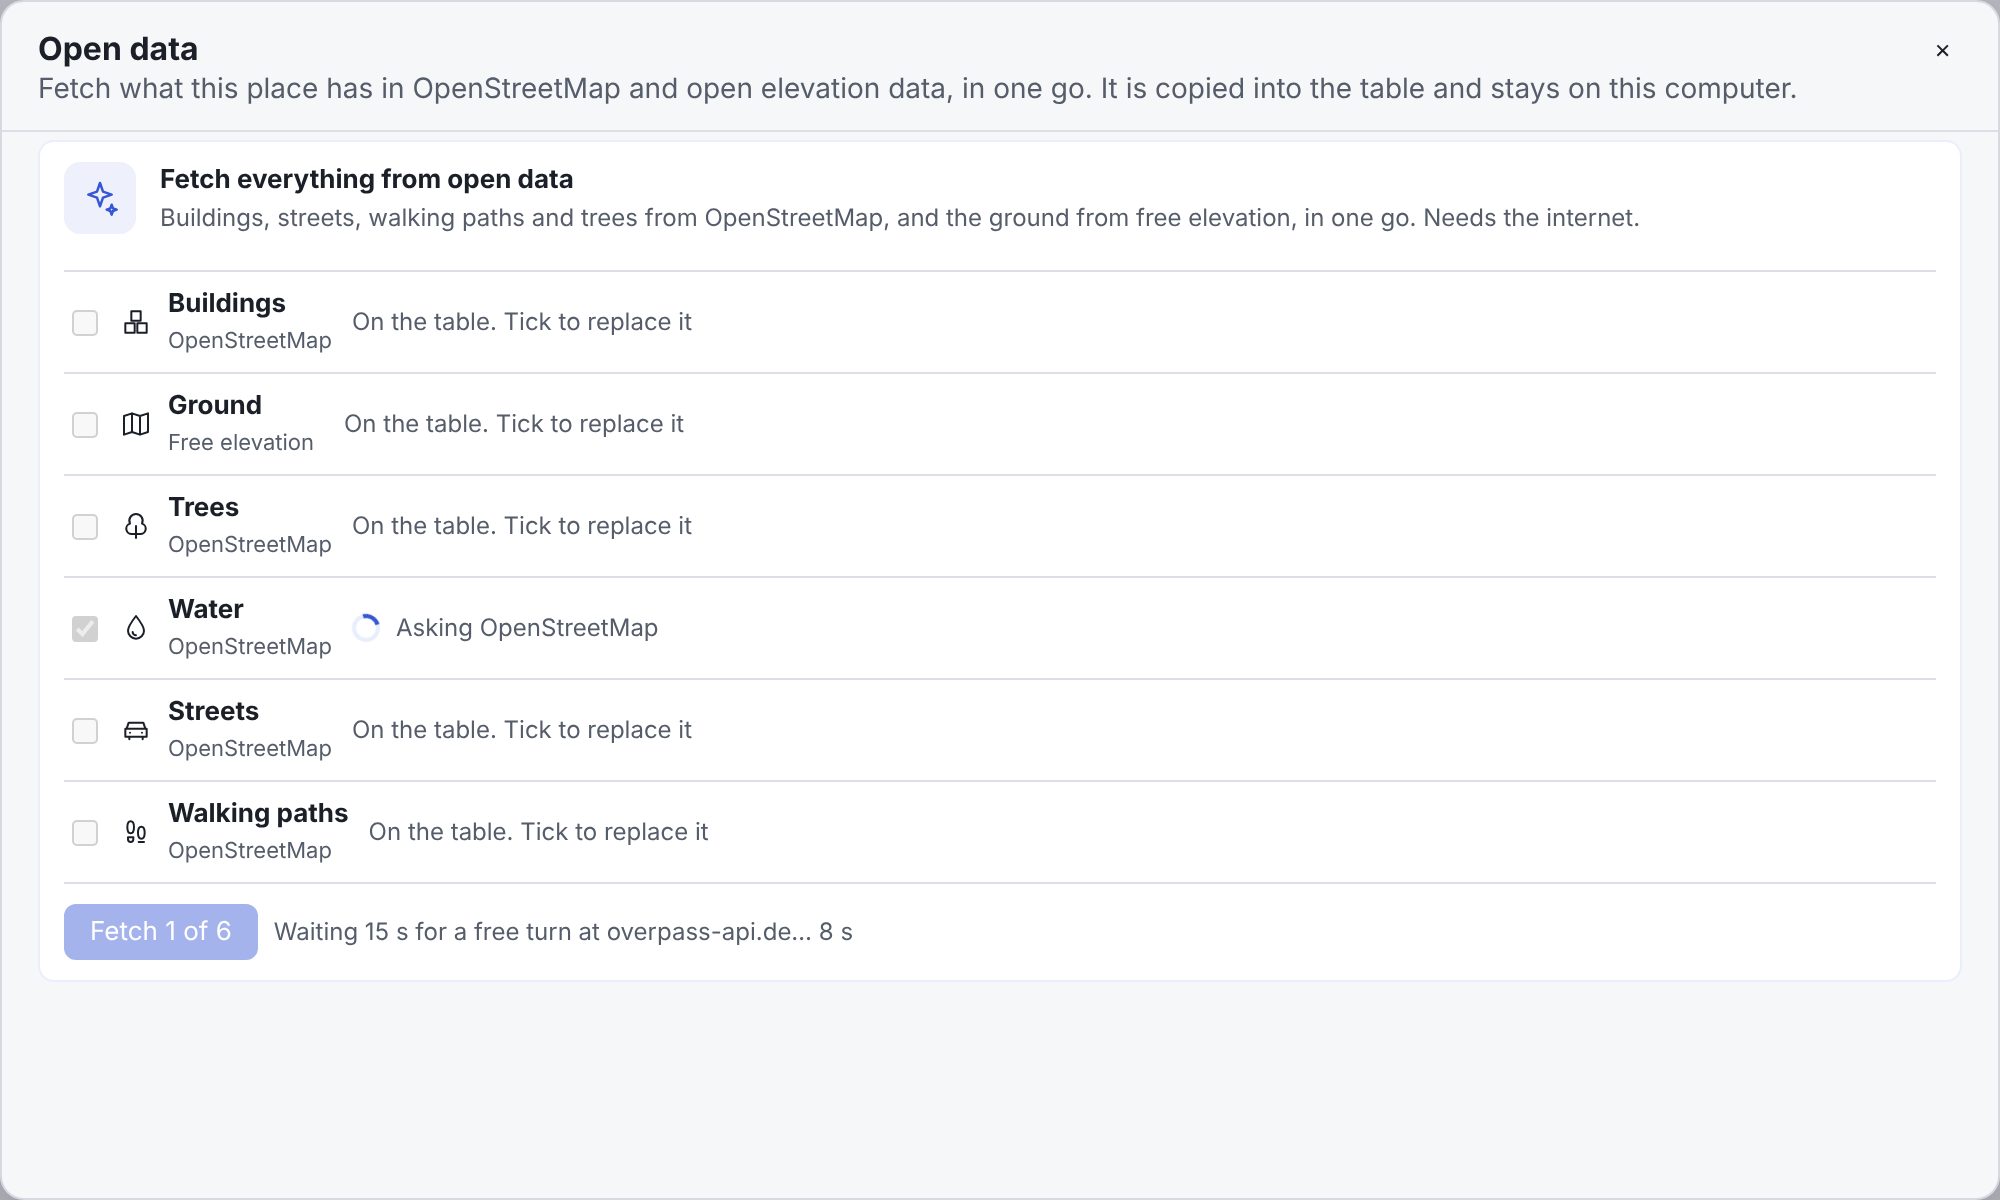 Open data
Fetch what this place has in OpenStreetMap and open elevation data, in one go. It is copied into the table and stays on this computer.
Fetch everything from open data
Buildings, streets, walking paths and trees from OpenStreetMap, and the ground from free elevation, in one go. Needs the internet.
Buildings
OpenStreetMap
On the table. Tick to replace it
Ground
Free elevation
On the table. Tick to replace it
Trees
OpenStreetMap
On the table. Tick to replace it
Water
OpenStreetMap
Asking OpenStreetMap
Streets
OpenStreetMap
On the table. Tick to replace it
Walking paths
OpenStreetMap
On the table. Tick to replace it
Fetch 1 of 6
Waiting 15 s for a free turn at overpass-api.de... 8 s